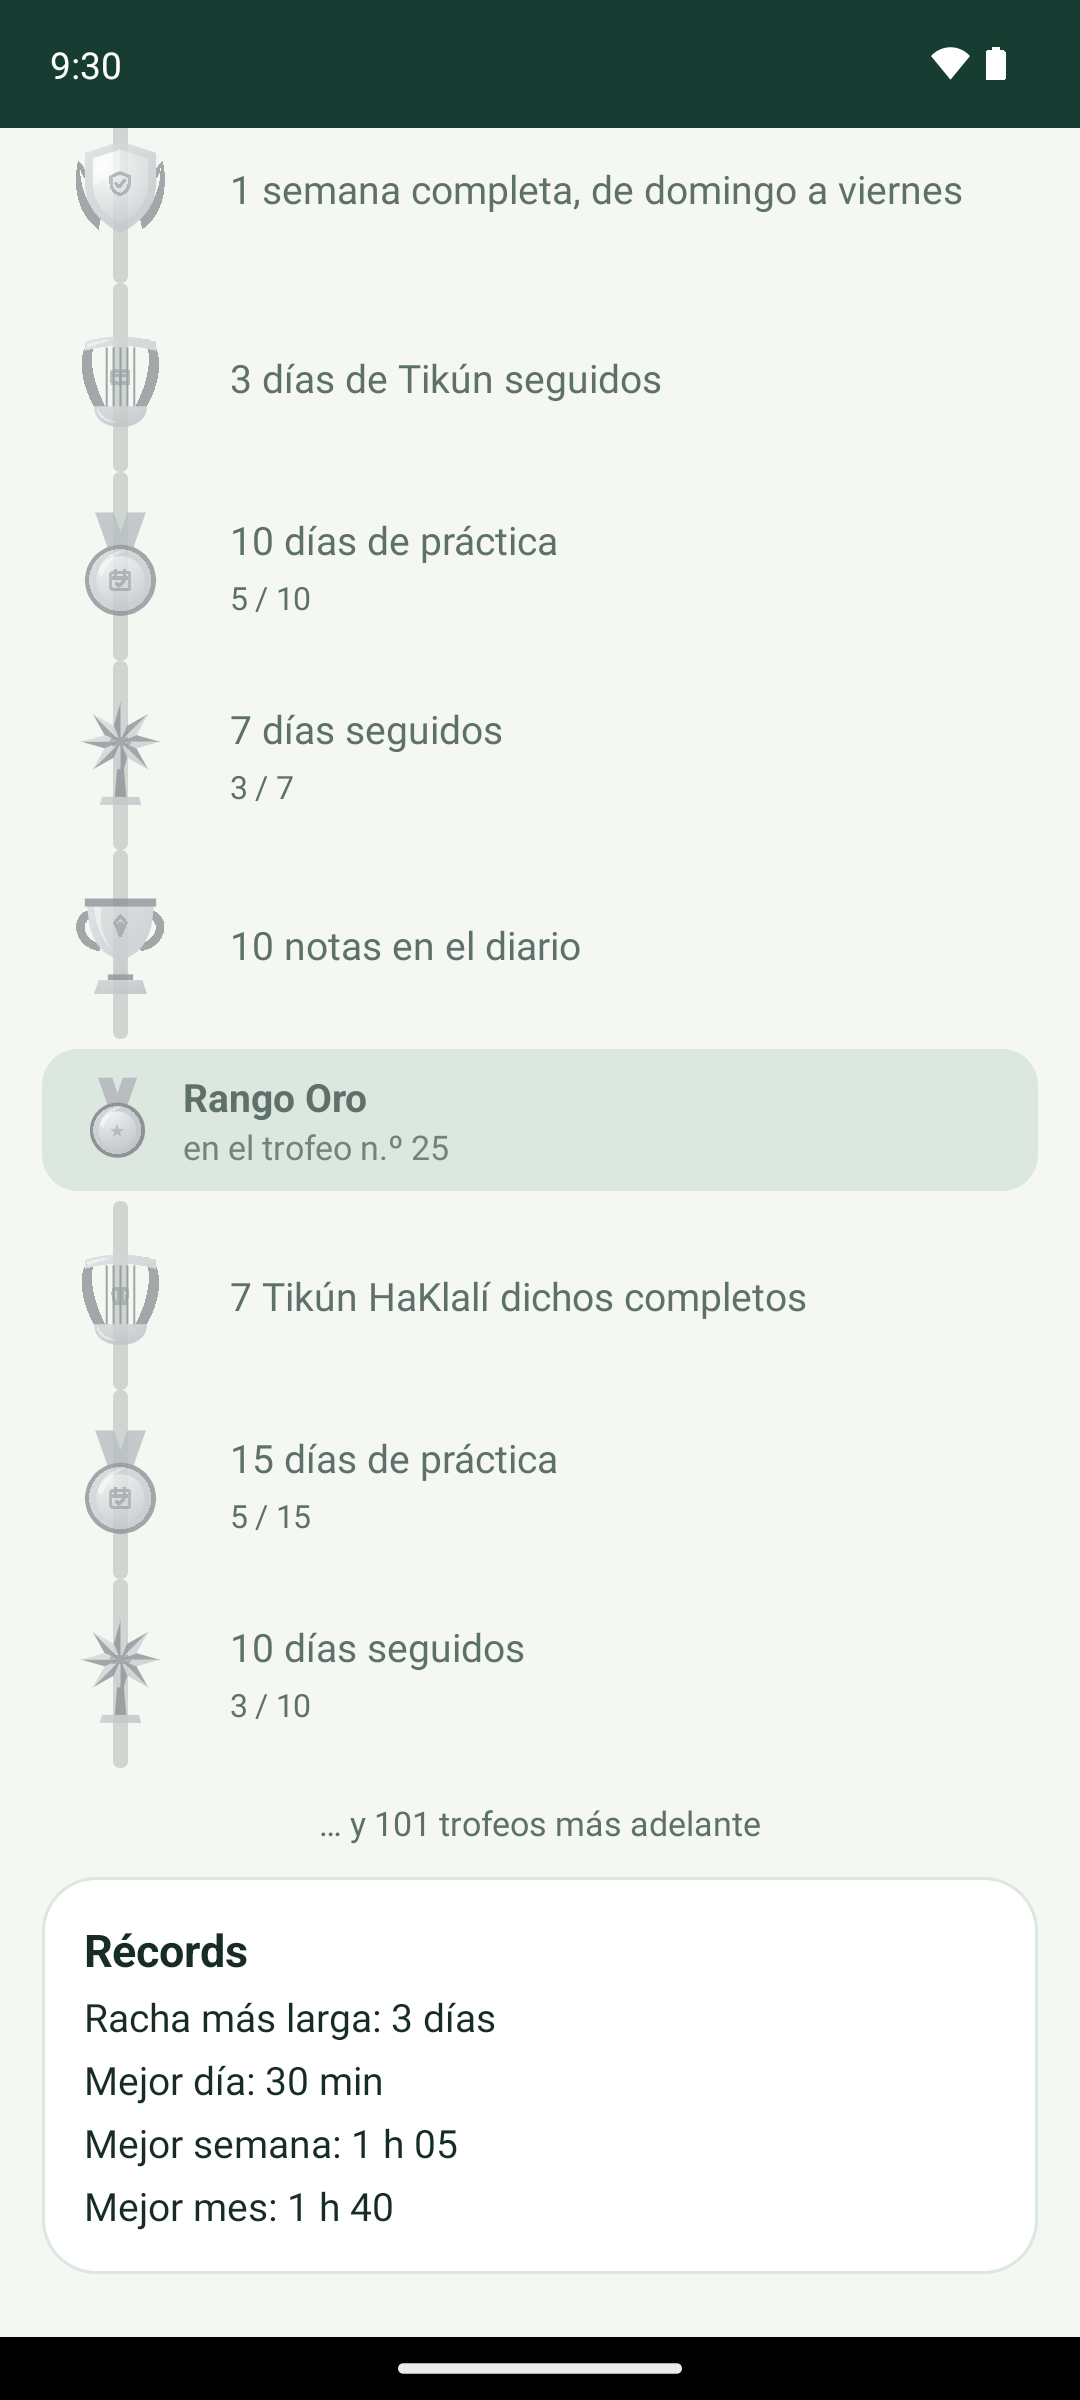 9:30
1 semana completa, de domingo a viernes
3 días de Tikún seguidos
10 días de práctica
5 / 10
7 días seguidos
3 / 7
10 notas en el diario
Rango Oro
en el trofeo n.º 25
7 Tikún HaKlalí dichos completos
15 días de práctica
5 / 15
10 días seguidos
3 / 10
… y 101 trofeos más adelante
Récords
Racha más larga: 3 días
Mejor día: 30 min
Mejor semana: 1 h 05
Mejor mes: 1 h 40